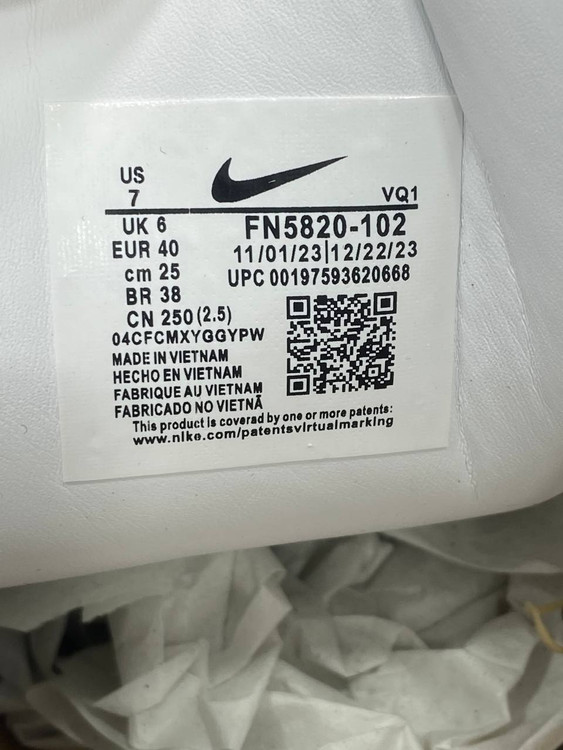 US
7
VQ1
UK 6
EUR 40
cm 25
BR 38
CN 250 (2.5)
FN5820-102
11/01/23|12/22/23
UPC 00197593620668
04CFCMXYGGYPW
MADE IN VIETNAM
HECHO EN VIETNAM
FABRIQUE AU VIETNAM
FABRICADO NO VIETNÃ
This product is covered by one or more patents:
www.nike.com/patentsvirtualmarking